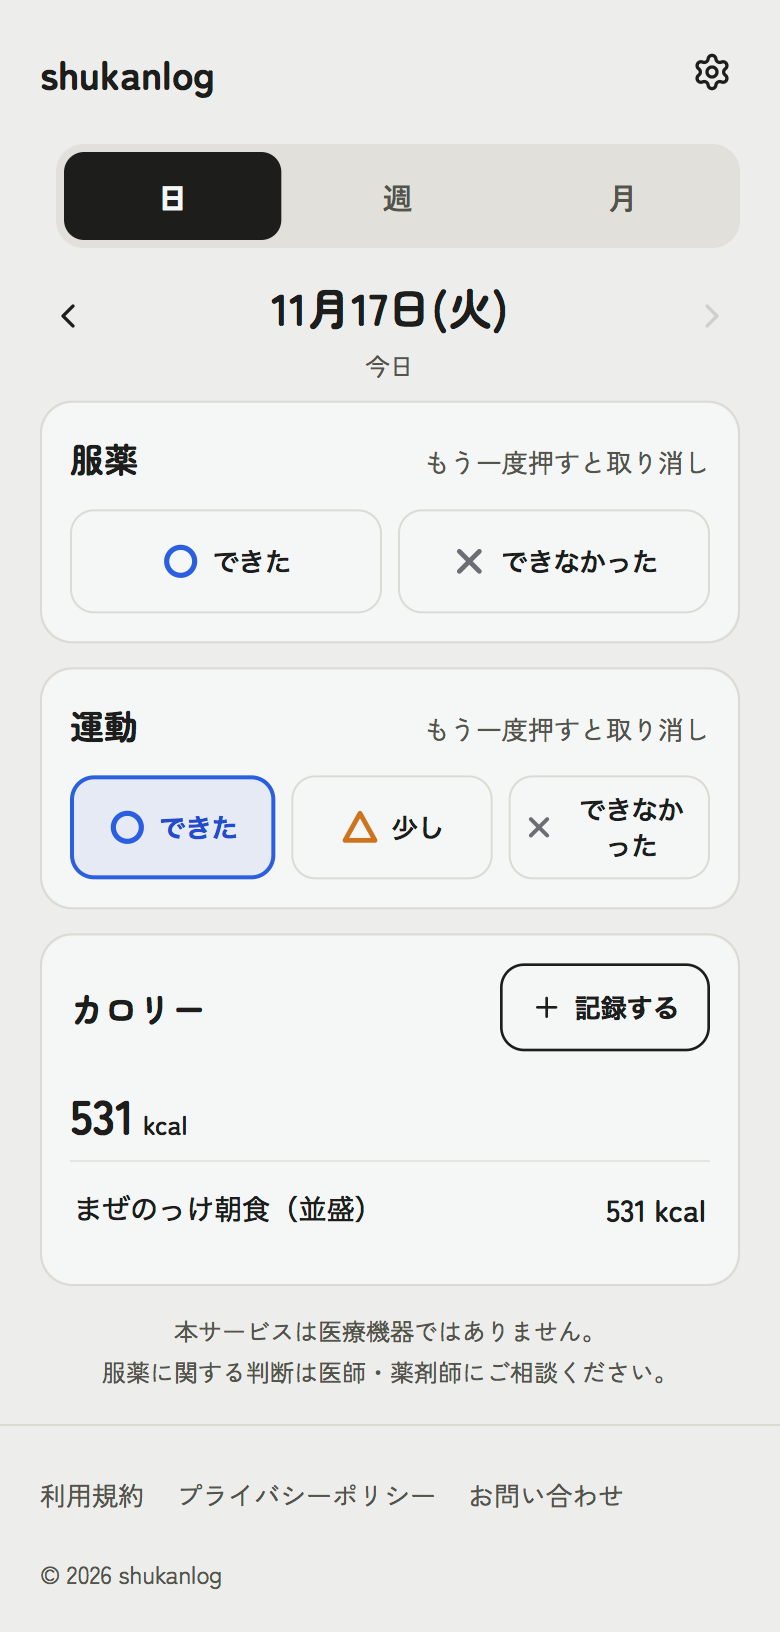 shukanlog
日 週 月
11月17日(火)
今日
服薬 もう一度押すと取り消し
できた できなかった
運動 もう一度押すと取り消し
できた 少し できなか
った
カロリー + 記録する
531 kcal
まぜのっけ朝食（並盛） 531 kcal
本サービスは医療機器ではありません。
服薬に関する判断は医師・薬剤師にご相談ください。
利用規約 プライバシーポリシー お問い合わせ
© 2026 shukanlog